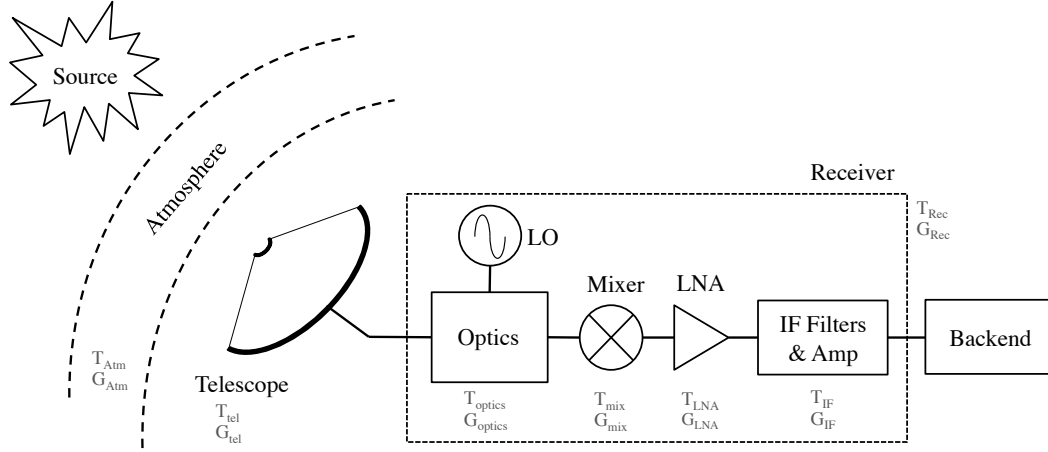 Source
Atmosphere
Receiver
T_Rec
G_Rec
LO
Mixer
LNA
Optics
IF Filters
& Amp
Backend
T_Atm
G_Atm
Telescope
T_tel
G_tel
T_optics
G_optics
T_mix
G_mix
T_LNA
G_LNA
T_IF
G_IF